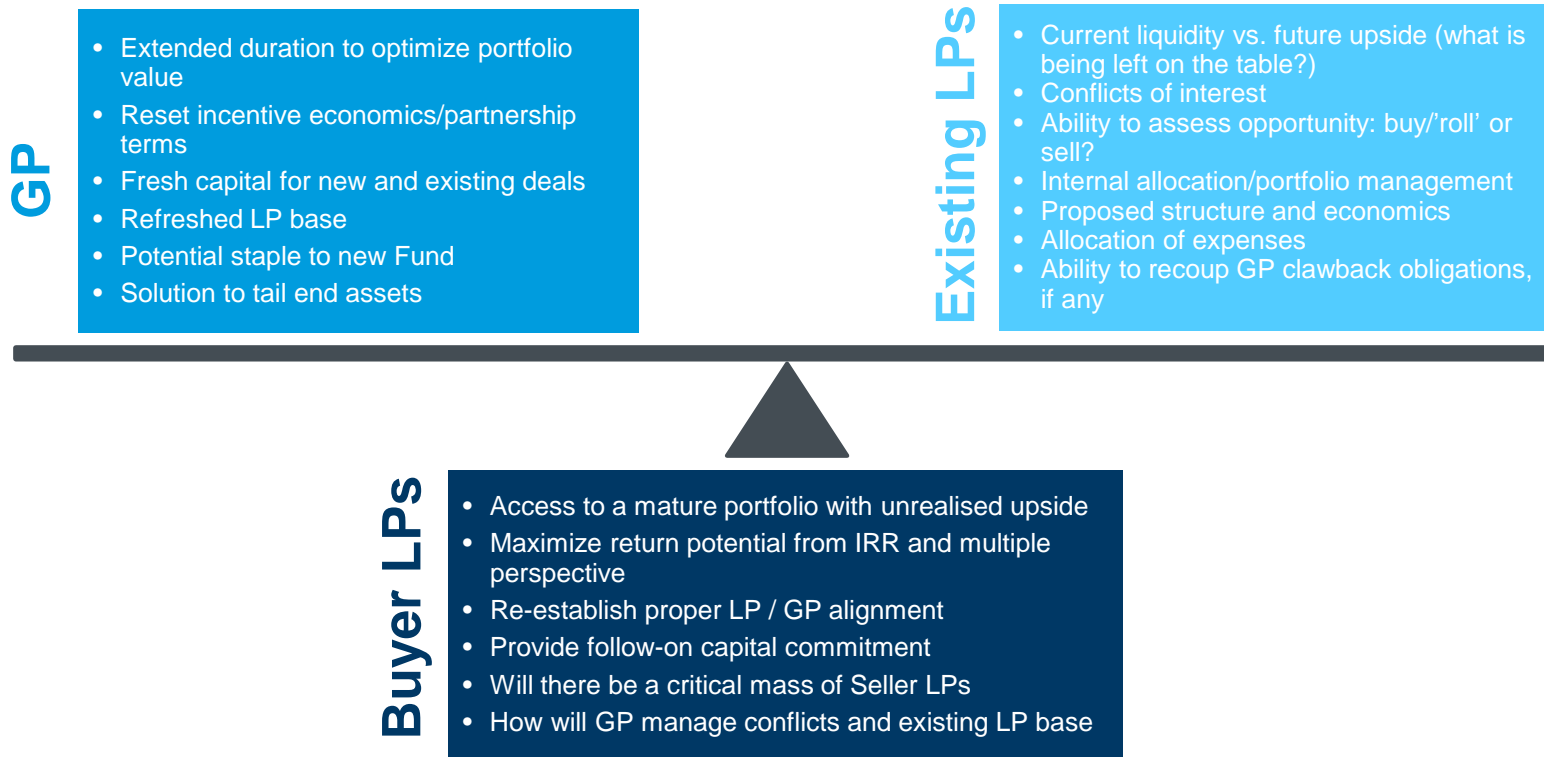 GP
• Extended duration to optimize portfolio
value
• Reset incentive economics/partnership
terms
• Fresh capital for new and existing deals
• Refreshed LP base
• Potential staple to new Fund
• Solution to tail end assets
Existing LPs
• Current liquidity vs. future upside (what is
being left on the table?)
• Conflicts of interest
• Ability to assess opportunity: buy/'roll' or
sell?
• Internal allocation/portfolio management
• Proposed structure and economics
• Allocation of expenses
• Ability to recoup GP clawback obligations,
if any
Buyer LPs
• Access to a mature portfolio with unrealised upside
• Maximize return potential from IRR and multiple
perspective
• Re-establish proper LP / GP alignment
• Provide follow-on capital commitment
• Will there be a critical mass of Seller LPs
• How will GP manage conflicts and existing LP base